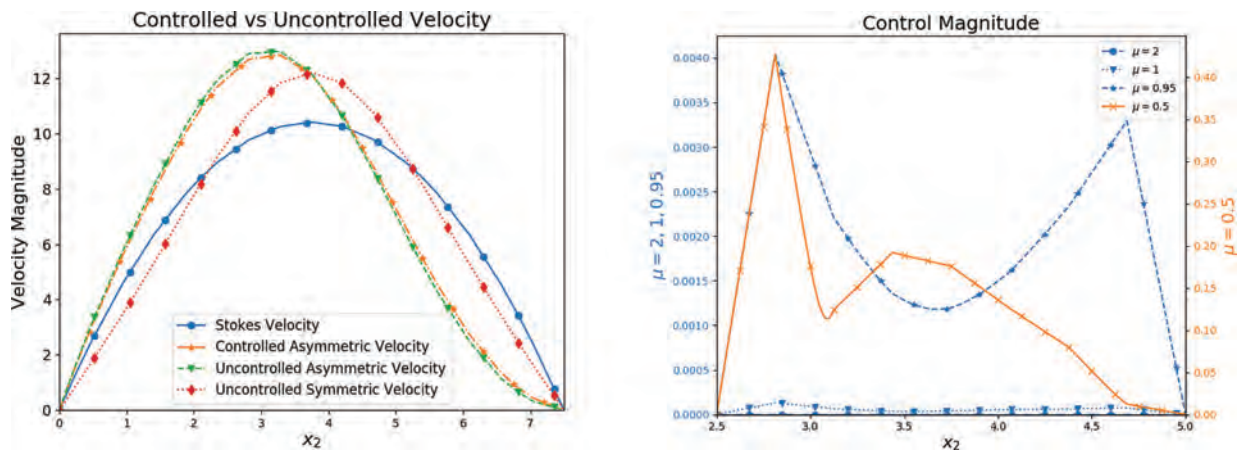 Controlled vs Uncontrolled Velocity
Velocity Magnitude
12
10
8
6
4
2
0
0 1 2 3 4 5 6 7
x₂
Stokes Velocity
Controlled Asymmetric Velocity
Uncontrolled Asymmetric Velocity
Uncontrolled Symmetric Velocity
Control Magnitude
μ = 2, 1, 0.95
0.0040
0.0035
0.0030
0.0025
0.0020
0.0015
0.0010
0.0005
0.0000
2.5 3.0 3.5 4.0 4.5 5.0
x₂
μ = 2
μ = 1
μ = 0.95
μ = 0.5
0.40
0.35
0.30
0.25
0.20
0.15
0.10
0.05
0.00
μ = 0.5